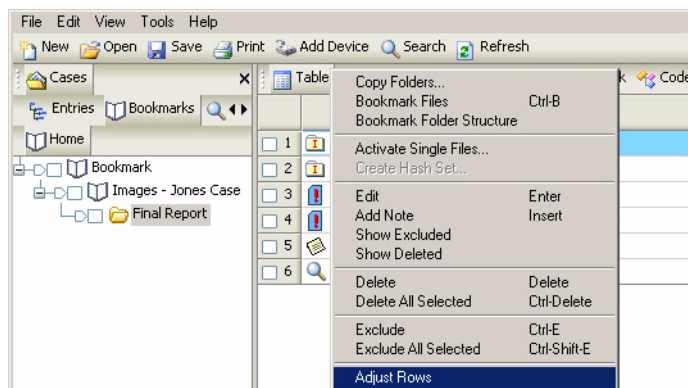 File Edit View Tools Help
New Open Save Print Add Device Search Refresh
Cases Table k Code
Entries Bookmarks
Home
Bookmark
Images - Jones Case
Final Report
1
2
3
4
5
6
Copy Folders...
Bookmark Files Ctrl-B
Bookmark Folder Structure
Activate Single Files...
Create Hash Set...
Edit Enter
Add Note Insert
Show Excluded
Show Deleted
Delete Delete
Delete All Selected Ctrl-Delete
Exclude Ctrl-E
Exclude All Selected Ctrl-Shift-E
Adjust Rows